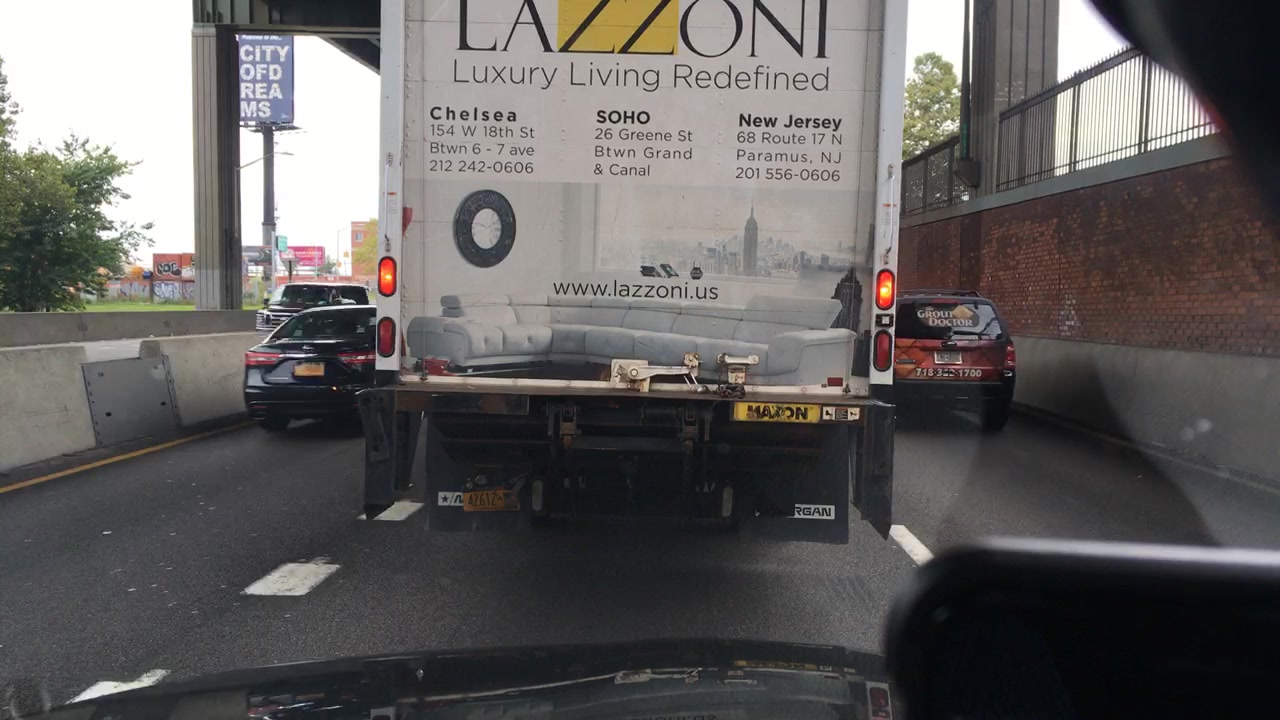 CITY
OFD
REA
MS
LAZZONI
Luxury Living Redefined
Chelsea
154 W 18th St
Btwn 6 - 7 ave
212 242-0606
SOHO
26 Greene St
Btwn Grand
& Canal
New Jersey
68 Route 17 N
Paramus, NJ
201 556-0606
www.lazzoni.us
GROUT
DOCTOR
MAXON
RGAN